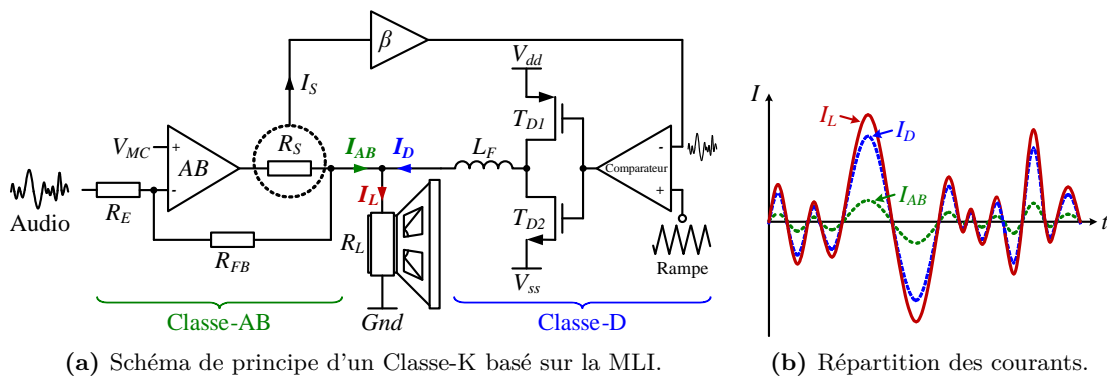 β
V_dd
I_S
T_D1
V_MC
+
-
AB
R_S
I_AB
I_D
L_F
Comparateur
-
+
Audio
R_E
R_FB
I_L
R_L
T_D2
V_ss
Rampe
Gnd
Classe-AB
Classe-D
(a) Schéma de principe d'un Classe-K basé sur la MLI.
I
I_L
I_D
I_AB
t
(b) Répartition des courants.